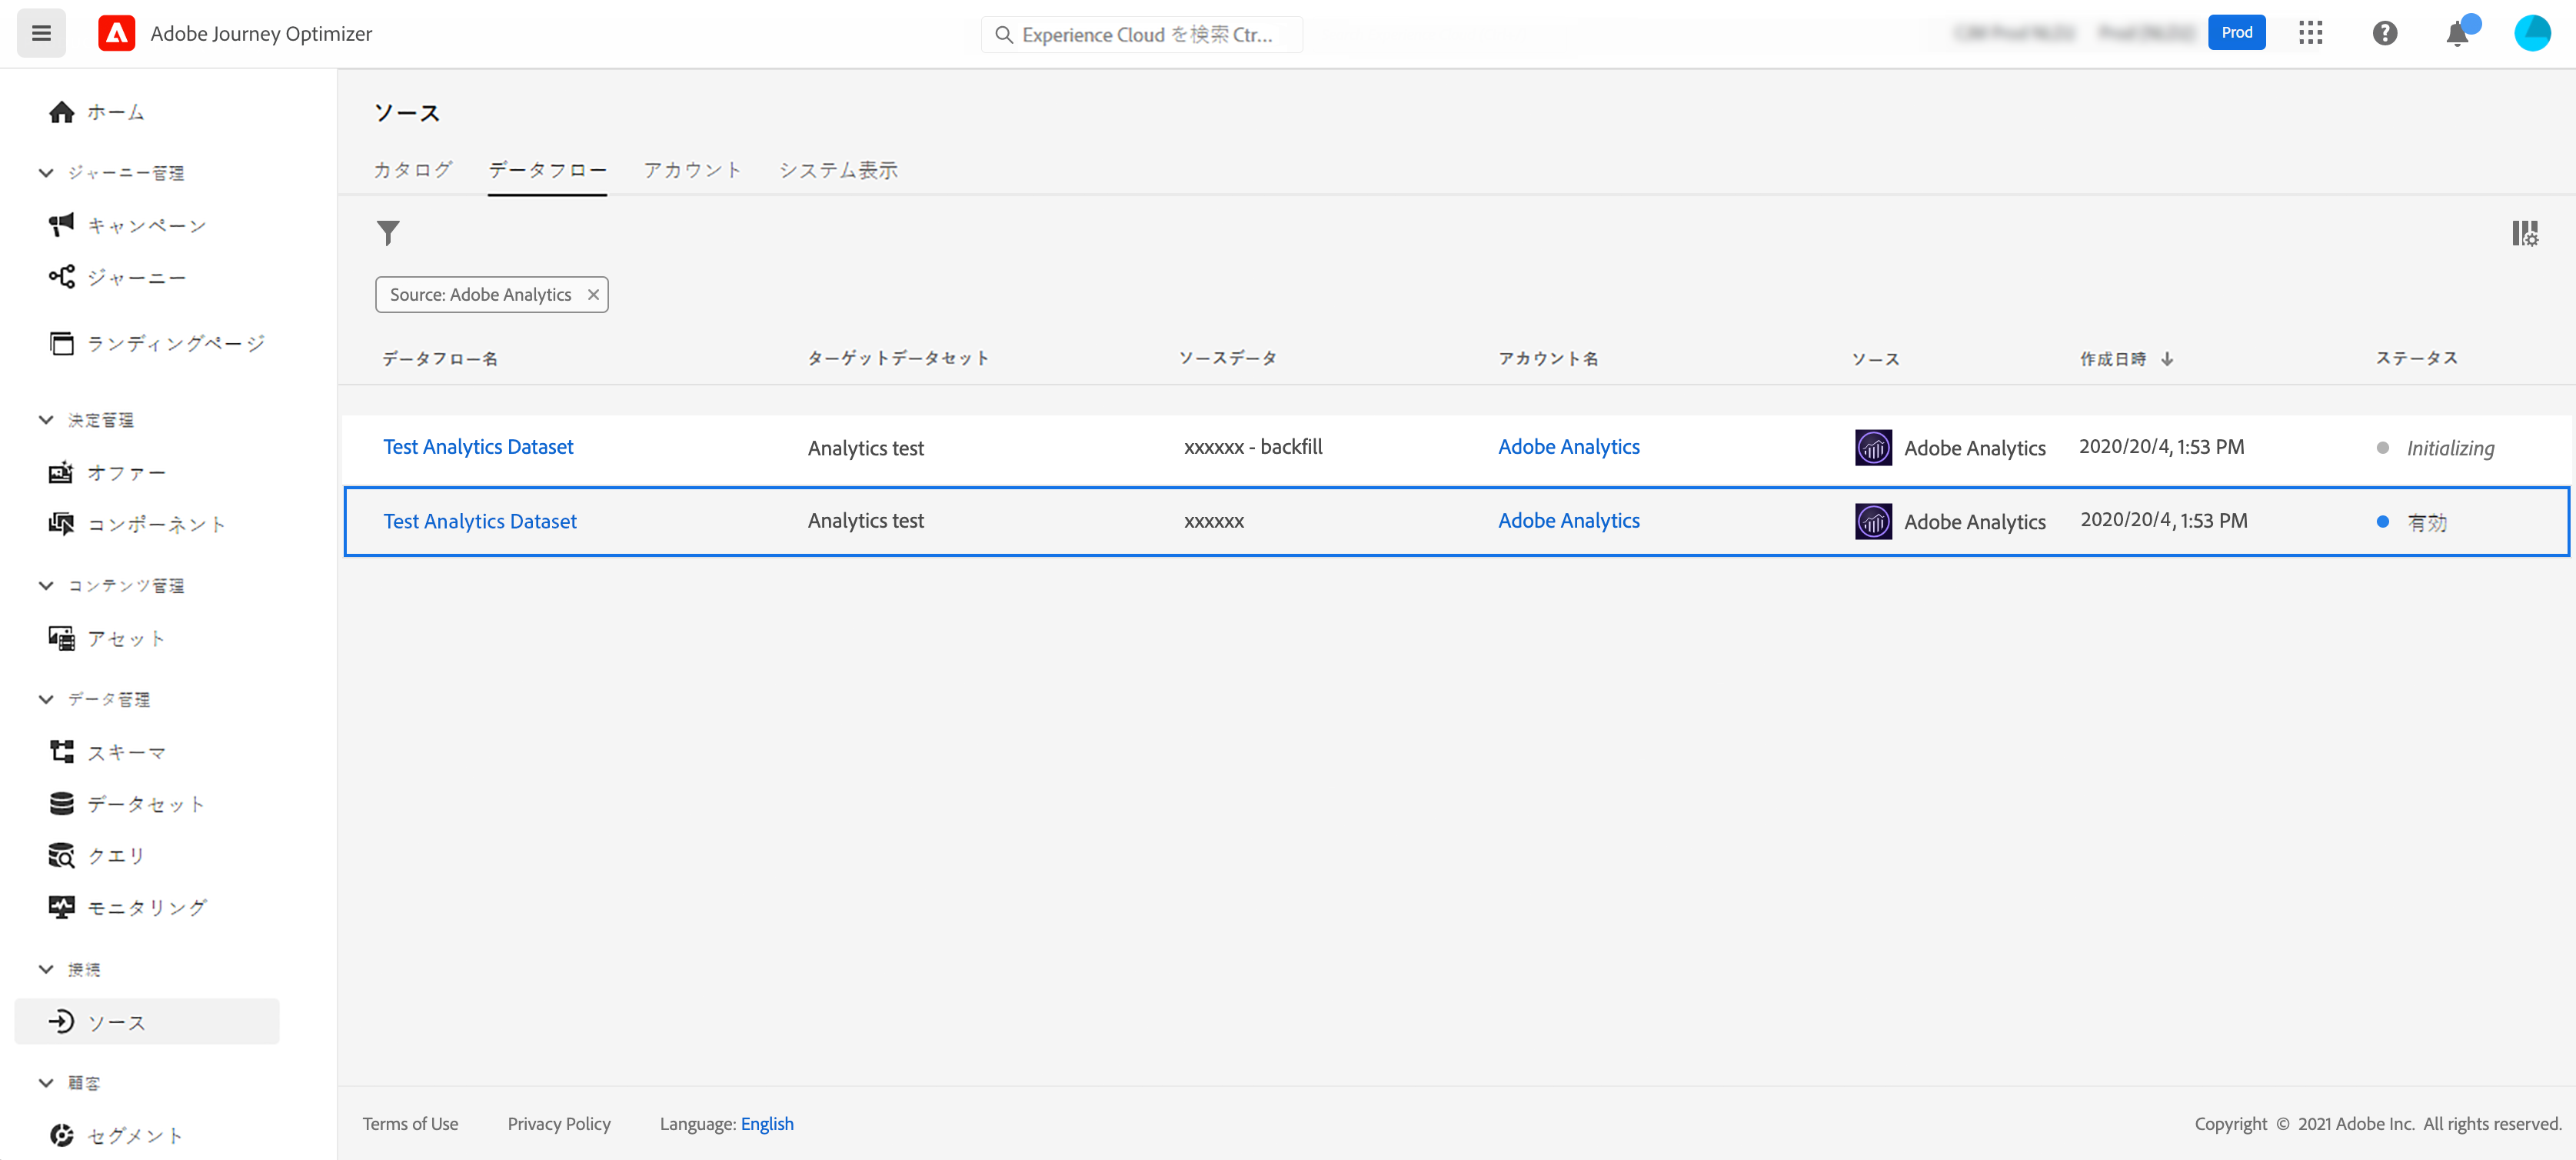 Adobe Journey Optimizer
Experience Cloud を検索 Ctr...
Prod
ホーム
ジャーニー管理
キャンペーン
ジャーニー
ランディングページ
決定管理
オファー
コンポーネント
コンテンツ管理
アセット
データ管理
スキーマ
データセット
クエリ
モニタリング
接続
ソース
顧客
セグメント
ソース
カタログ データフロー アカウント システム表示
Source: Adobe Analytics
データフロー名 ターゲットデータセット ソースデータ アカウント名 ソース 作成日時 ステータス
Test Analytics Dataset Analytics test xxxxxx - backfill Adobe Analytics Adobe Analytics 2020/20/4, 1:53 PM Initializing
Test Analytics Dataset Analytics test xxxxxx Adobe Analytics Adobe Analytics 2020/20/4, 1:53 PM 有効
Terms of Use Privacy Policy Language: English Copyright © 2021 Adobe Inc. All rights reserved.